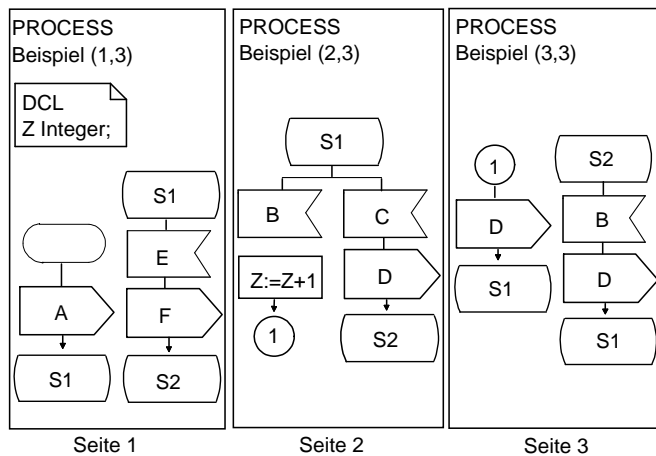 PROCESS
Beispiel (1,3)
DCL
Z Integer;
S1
E
A
F
S1
S2
PROCESS
Beispiel (2,3)
S1
B
C
Z:=Z+1
D
1
S2
PROCESS
Beispiel (3,3)
1
S2
D
B
S1
D
S1
Seite 1
Seite 2
Seite 3